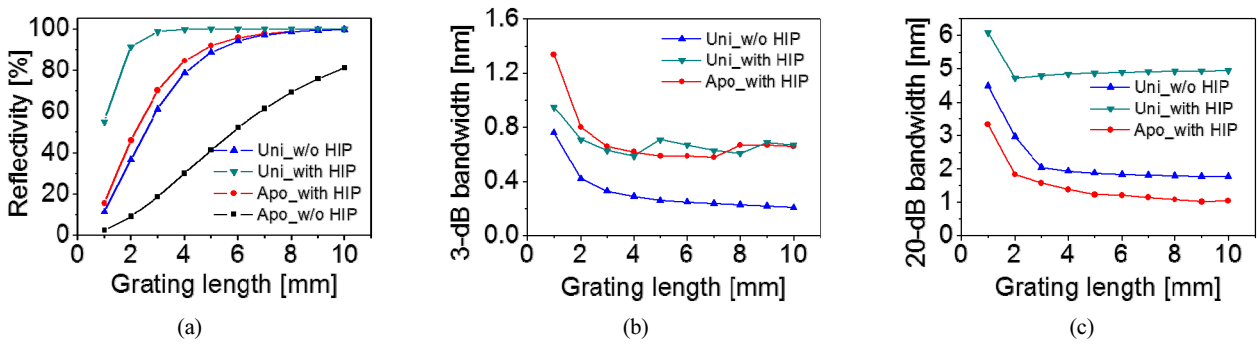 Reflectivity [%]
100
80
60
40
20
0
Uni_w/o HIP
Uni_with HIP
Apo_with HIP
Apo_w/o HIP
0 2 4 6 8 10
Grating length [mm]
(a)
3-dB bandwidth [nm]
1.6
1.2
0.8
0.4
0.0
Uni_w/o HIP
Uni_with HIP
Apo_with HIP
0 2 4 6 8 10
Grating length [mm]
(b)
20-dB bandwidth [nm]
6
5
4
3
2
1
0
Uni_w/o HIP
Uni_with HIP
Apo_with HIP
0 2 4 6 8 10
Grating length [mm]
(c)